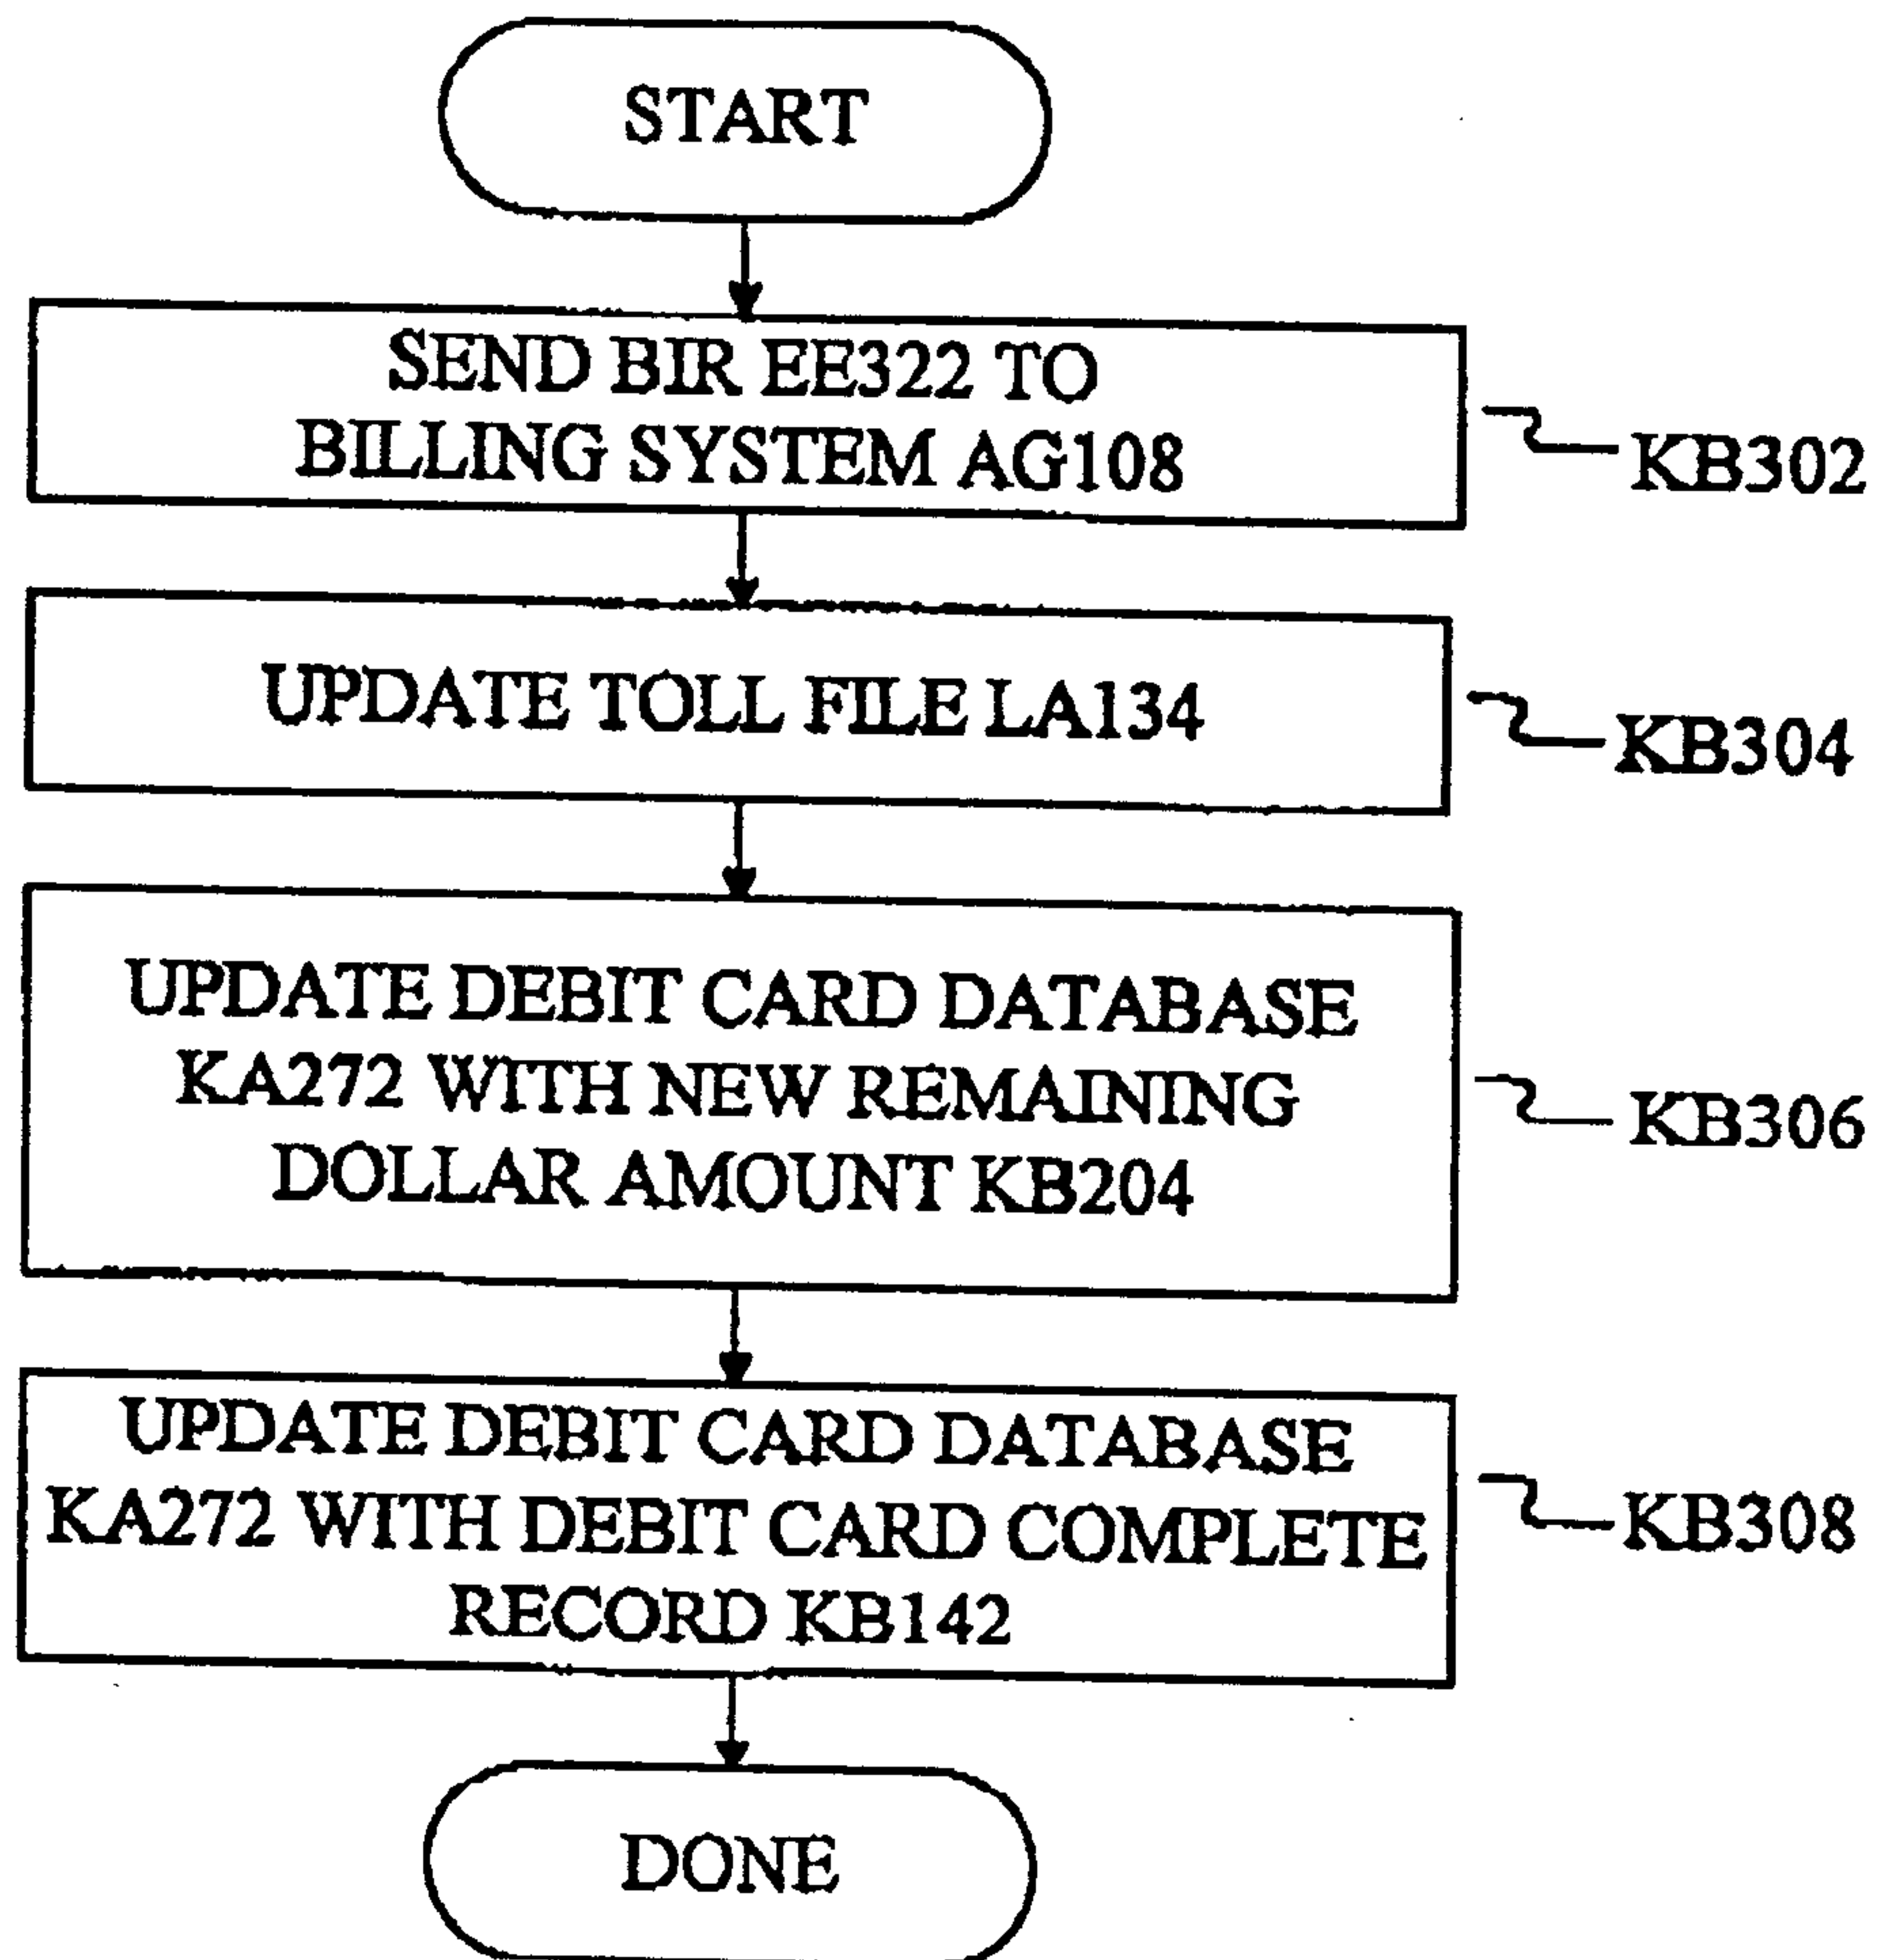 START
SEND BIR EE322 TO
BILLING SYSTEM AG108
KB302
UPDATE TOLL FILE LA134
KB304
UPDATE DEBIT CARD DATABASE
KA272 WITH NEW REMAINING
DOLLAR AMOUNT KB204
KB306
UPDATE DEBIT CARD DATABASE
KA272 WITH DEBIT CARD COMPLETE
RECORD KB142
KB308
DONE